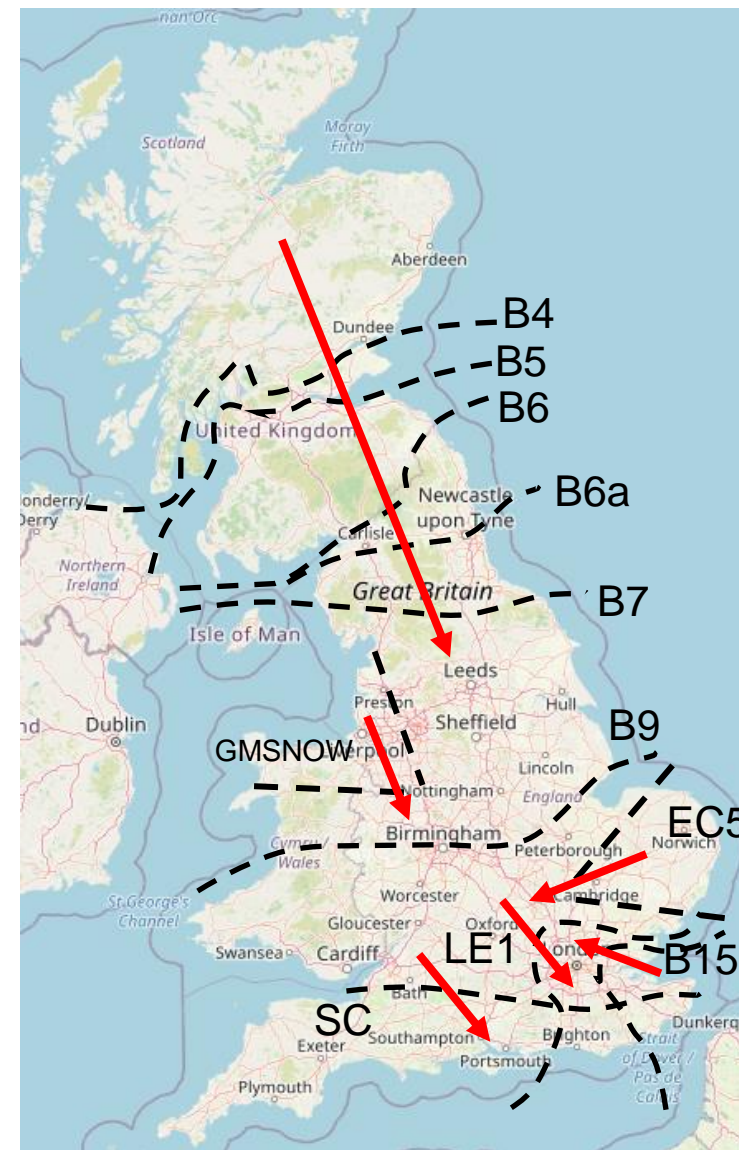 Scotland
Moray
Firth
Aberdeen
Dundee
B4
B5
B6
United Kingdom
B6a
onderry/
Derry
Newcastle
upon Tyne
Carlisle
Northern
Ireland
Great Britain
B7
Isle of Man
Leeds
Preston
Hull
nd
Dublin
Sheffield
B9
GMSNOW
Liverpool
Lincoln
Nottingham
England
EC5
Birmingham
Norwich
Cymru /
Wales
Peterborough
St George's
Channel
Worcester
Cambridge
Gloucester
Oxford
LE1
Swansea
Cardiff
B15
Bath
SC
Southampton
Brighton
Strait
of Dover /
Pas de
Calais
Dunkerq
Exeter
Portsmouth
Plymouth